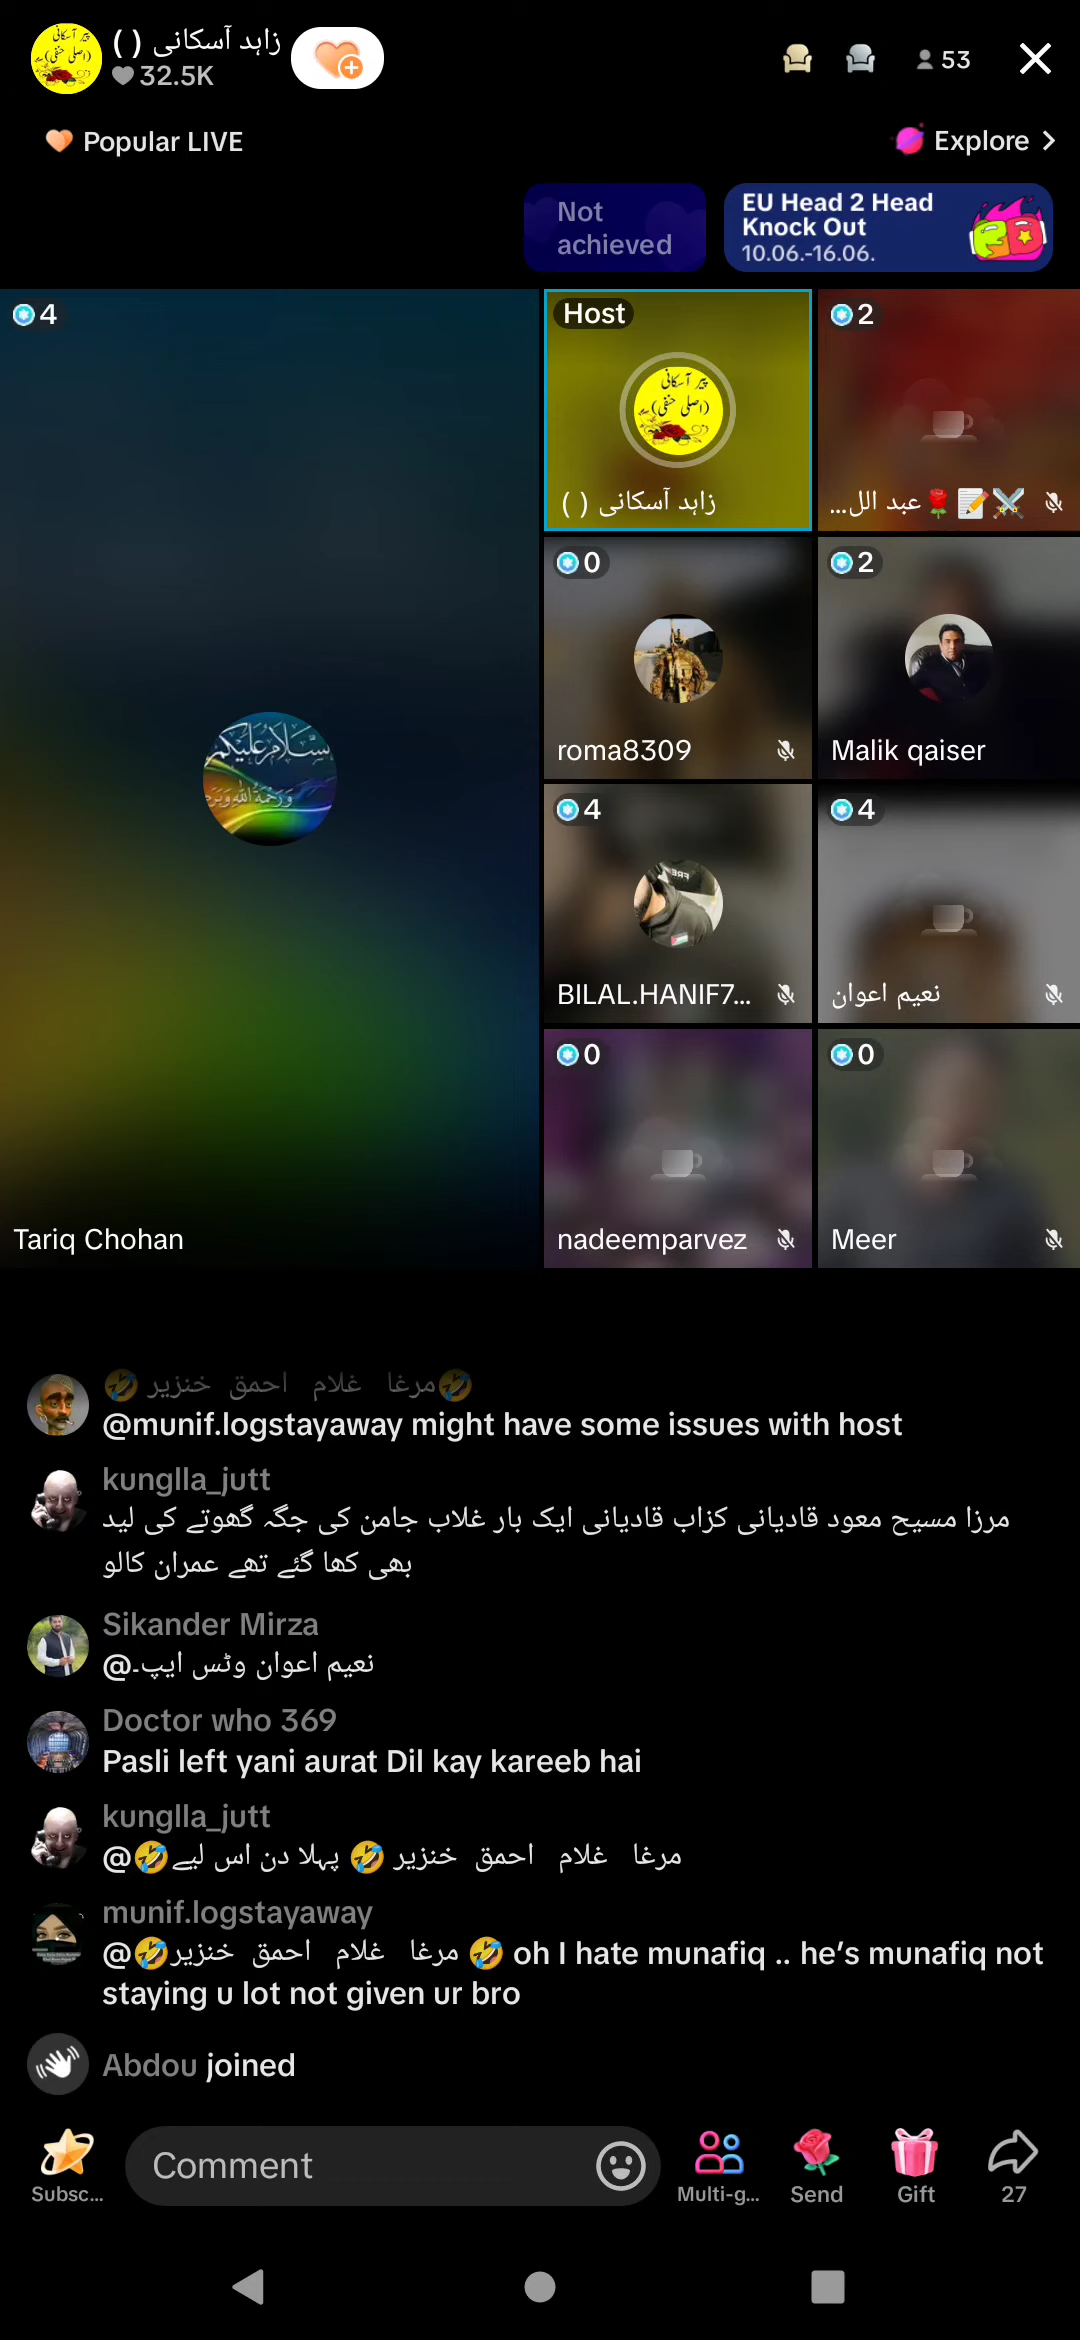 زاہد آسکانی ( )
32.5K
53
Popular LIVE
Explore
Not
achieved
EU Head 2 Head
Knock Out
10.06.-16.06.
4
Host
2
پیر آسکانی
(اصلی حنفی)
زاہد آسکانی ( )
عبد الل...
0
2
roma8309
Malik qaiser
4
4
BILAL.HANIF7...
نعیم اعوان
0
0
Tariq Chohan
nadeemparvez
Meer
🤣مرغا غلام احمق خنزیر 🤣
@munif.logstayaway might have some issues with host
kunglla_jutt
مرزا مسیح معود قادیانی کزاب قادیانی ایک بار غلاب جامن کی جگہ گھوتے کی لید
بھی کھا گئے تھے عمران کالو
Sikander Mirza
@نعیم اعوان وٹس ایپ۔
Doctor who 369
Pasli left yani aurat Dil kay kareeb hai
kunglla_jutt
@🤣مرغا غلام احمق خنزیر 🤣 پہلا دن اس لیے
munif.logstayaway
@🤣مرغا غلام احمق خنزیر 🤣 oh I hate munafiq .. he’s munafiq not
staying u lot not given ur bro
Abdou joined
Comment
Subsc...
Multi-g...
Send
Gift
27